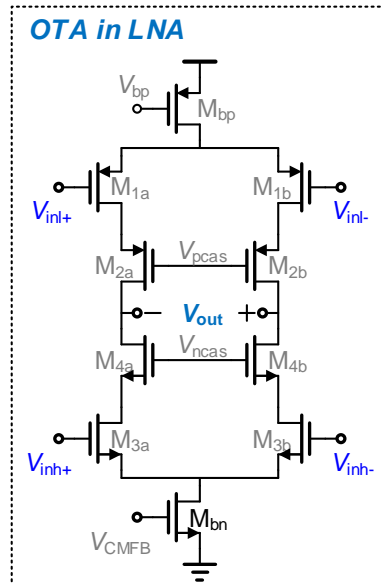 OTA in LNA
Vbp
Mbp
M1a M1b
Vinl+ Vinl-
M2a Vpcas M2b
− Vout +
M4a Vncas M4b
M3a M3b
Vinh+ Vinh-
Mbn
VCMFB